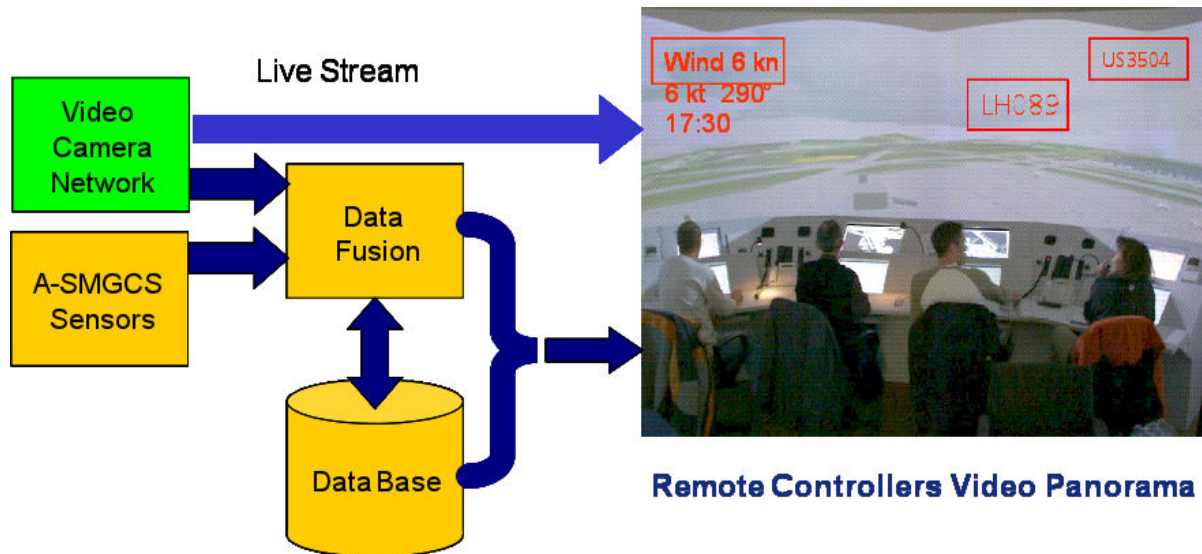 Live Stream
Video
Camera
Network
A-SMGCS
Sensors
Data
Fusion
Data Base
Wind 6 kn
6 kt 290°
17:30
LH089
US3504
Remote Controllers Video Panorama